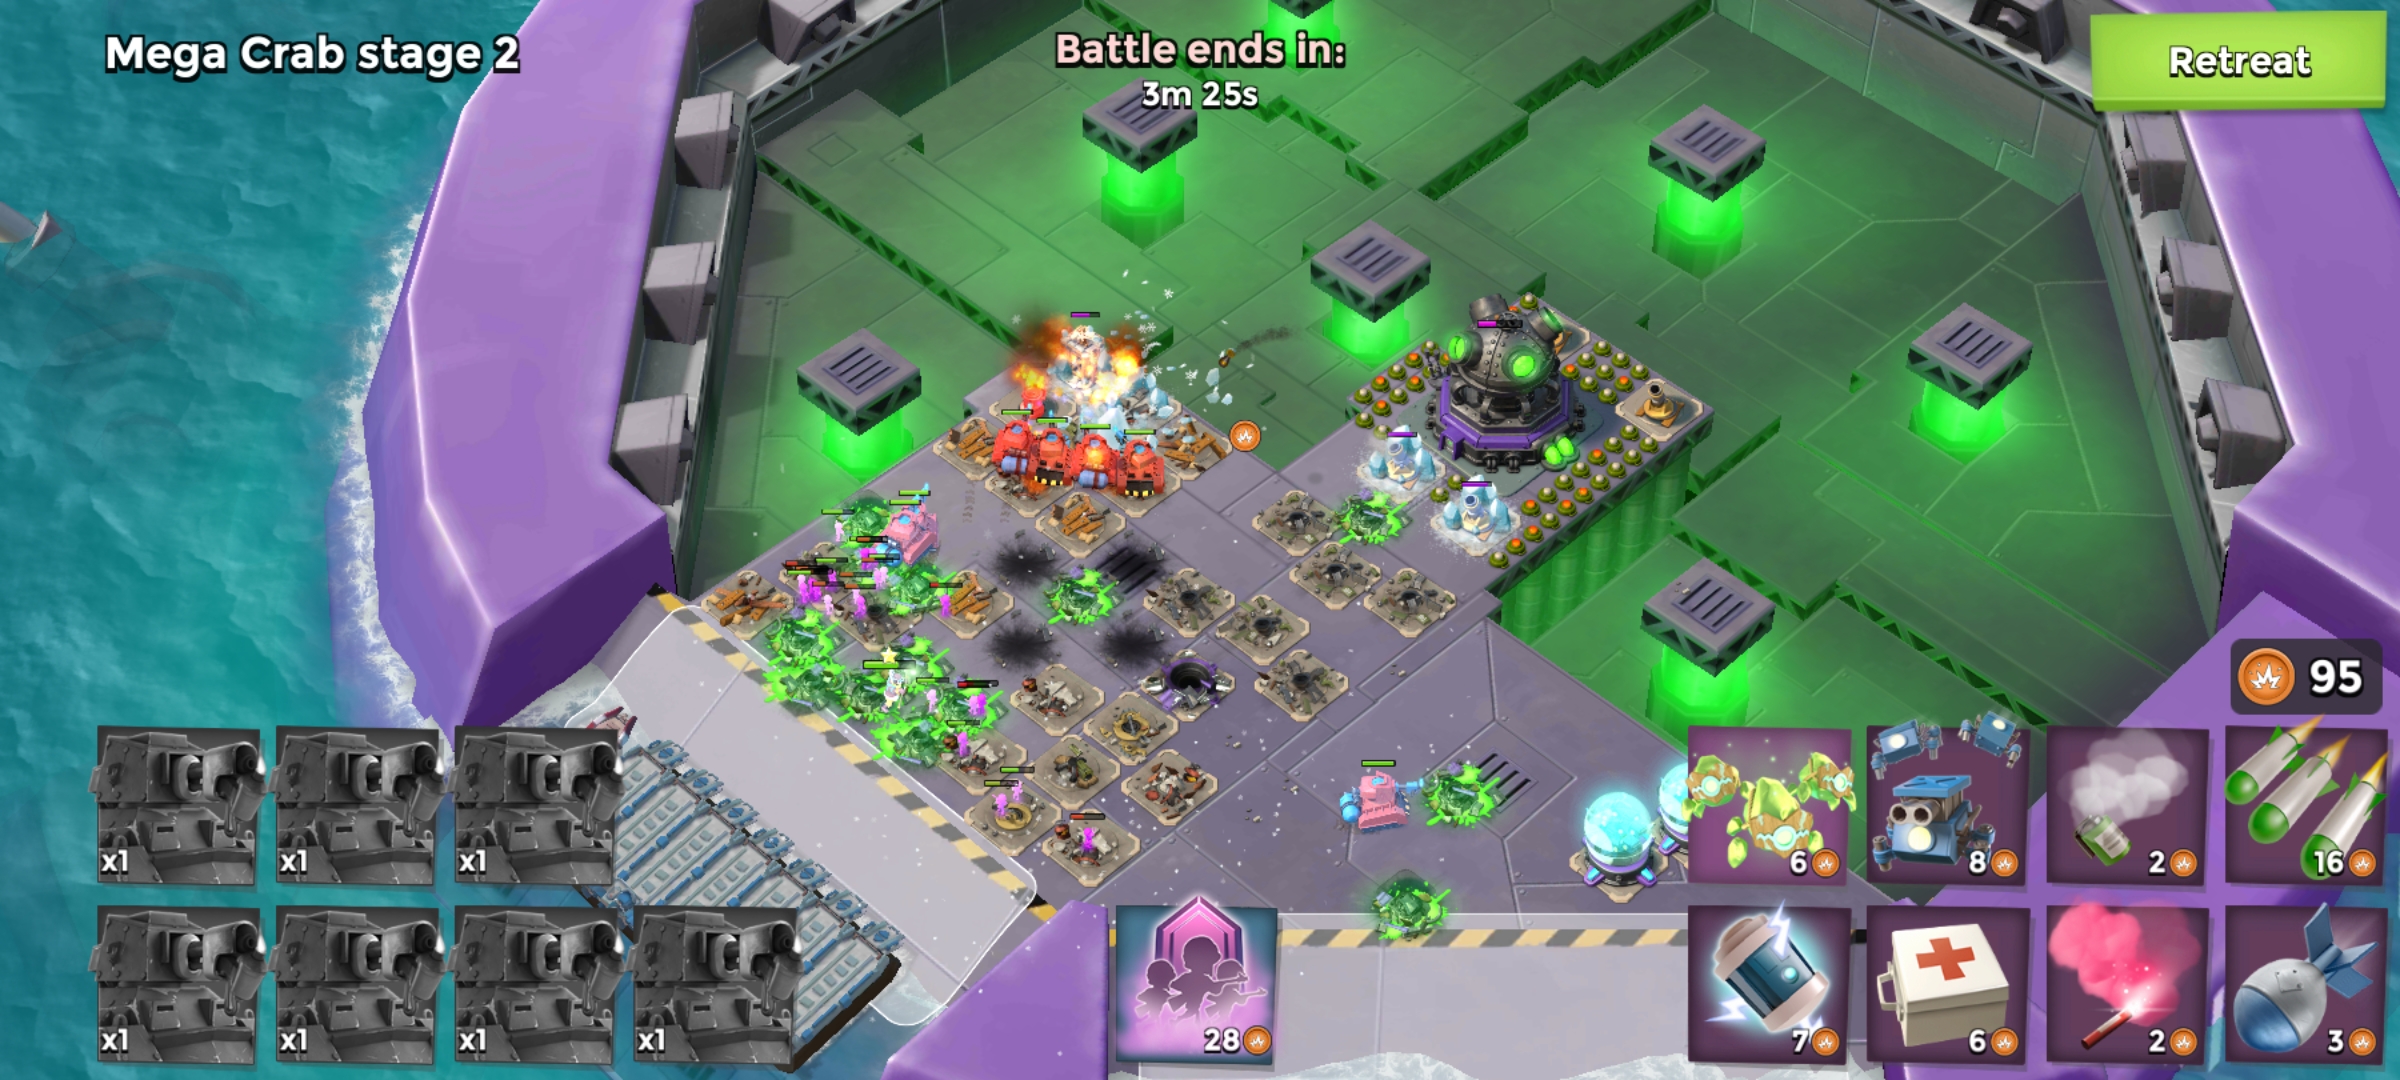 Mega Crab stage 2
Battle ends in:
3m 25s
Retreat
95
6
8
2
16
x1
x1
x1
x1
x1
x1
x1
28
7
6
2
3